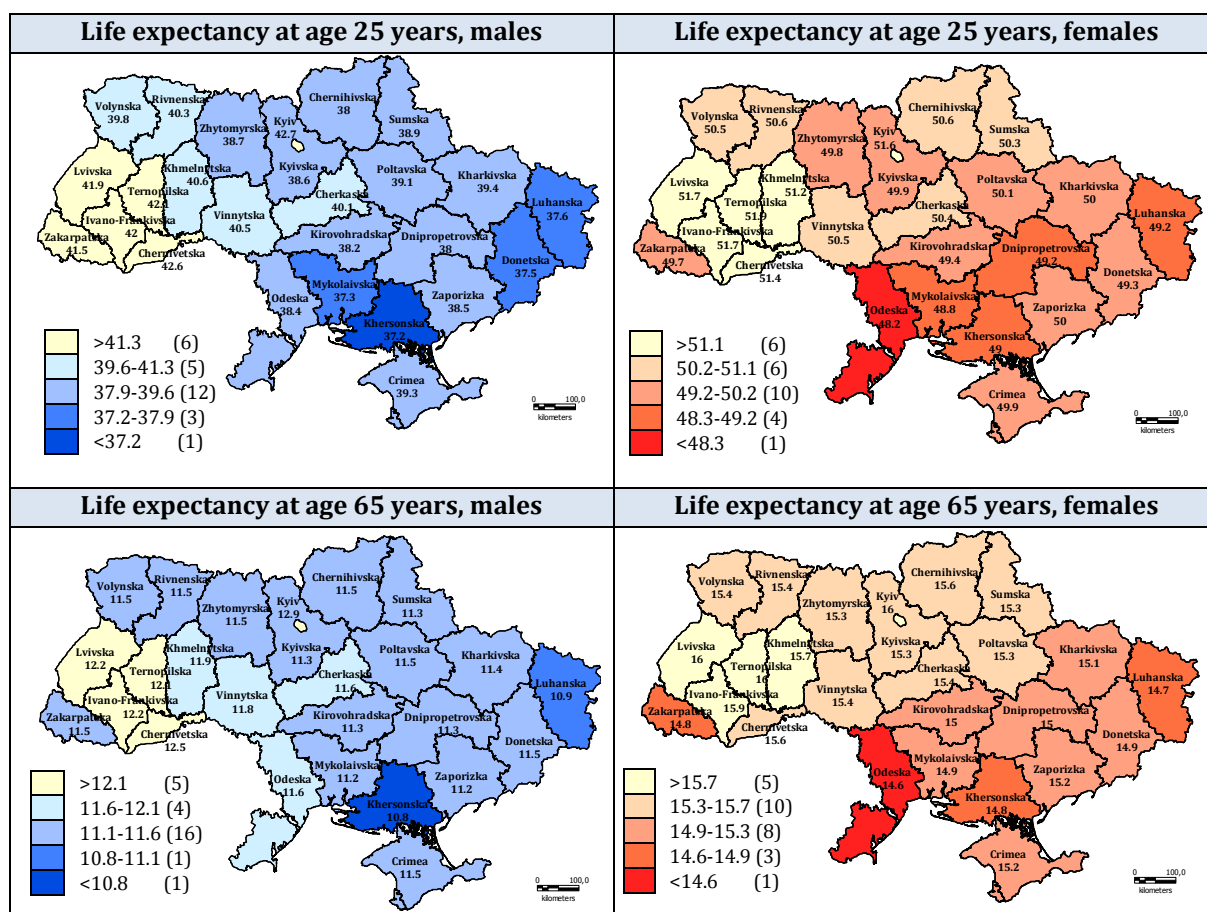 Life expectancy at age 25 years, males
Volynska
39.8
Rivnenska
40.3
Zhytomyrska
38.7
Kyiv
42.7
Chernihivska
38
Sumska
38.9
Lvivska
41.9
Ternopilska
42.1
Khmelnytska
40.6
Kyivska
38.6
Cherkaska
40.1
Poltavska
39.1
Kharkivska
39.4
Luhanska
37.6
Zakarpatska
41.5
Ivano-Frankivska
42
Chernivetska
42.6
Vinnytska
40.5
Kirovohradska
38.2
Dnipropetrovska
38
Donetska
37.5
Odeska
38.4
Mykolaivska
37.3
Khersonska
37.2
Zaporizka
38.5
Crimea
39.3
>41.3 (6)
39.6-41.3 (5)
37.9-39.6 (12)
37.2-37.9 (3)
<37.2 (1)
0 100,0
kilometers
Life expectancy at age 25 years, females
Volynska
50.5
Rivnenska
50.6
Zhytomyrska
49.8
Kyiv
51.6
Chernihivska
50.6
Sumska
50.3
Lvivska
51.7
Ternopilska
51.9
Khmelnytska
51.2
Kyivska
49.9
Cherkaska
50.4
Poltavska
50.1
Kharkivska
50
Luhanska
49.2
Zakarpatska
49.7
Ivano-Frankivska
51.7
Chernivetska
51.4
Vinnytska
50.5
Kirovohradska
49.4
Dnipropetrovska
49.2
Donetska
49.3
Odeska
48.2
Mykolaivska
48.8
Khersonska
49
Zaporizka
50
Crimea
49.9
>51.1 (6)
50.2-51.1 (6)
49.2-50.2 (10)
48.3-49.2 (4)
<48.3 (1)
0 100,0
kilometers
Life expectancy at age 65 years, males
Volynska
11.5
Rivnenska
11.5
Zhytomyrska
11.5
Kyiv
12.9
Chernihivska
11.5
Sumska
11.3
Lvivska
12.2
Ternopilska
12.1
Khmelnytska
11.9
Kyivska
11.3
Cherkaska
11.6
Poltavska
11.5
Kharkivska
11.4
Luhanska
10.9
Zakarpatska
11.5
Ivano-Frankivska
12.2
Chernivetska
12.5
Vinnytska
11.8
Kirovohradska
11.3
Dnipropetrovska
11.3
Donetska
11.5
Odeska
11.6
Mykolaivska
11.2
Khersonska
10.8
Zaporizka
11.2
Crimea
11.5
>12.1 (5)
11.6-12.1 (4)
11.1-11.6 (16)
10.8-11.1 (1)
<10.8 (1)
0 100,0
kilometers
Life expectancy at age 65 years, females
Volynska
15.4
Rivnenska
15.4
Zhytomyrska
15.3
Kyiv
16
Chernihivska
15.6
Sumska
15.3
Lvivska
16
Ternopilska
16
Khmelnytska
15.7
Kyivska
15.3
Cherkaska
15.4
Poltavska
15.3
Kharkivska
15.1
Luhanska
14.7
Zakarpatska
14.8
Ivano-Frankivska
15.9
Chernivetska
15.6
Vinnytska
15.4
Kirovohradska
15
Dnipropetrovska
15
Donetska
14.9
Odeska
14.6
Mykolaivska
14.9
Khersonska
14.8
Zaporizka
15.2
Crimea
15.2
>15.7 (5)
15.3-15.7 (10)
14.9-15.3 (8)
14.6-14.9 (3)
<14.6 (1)
0 100,0
kilometers